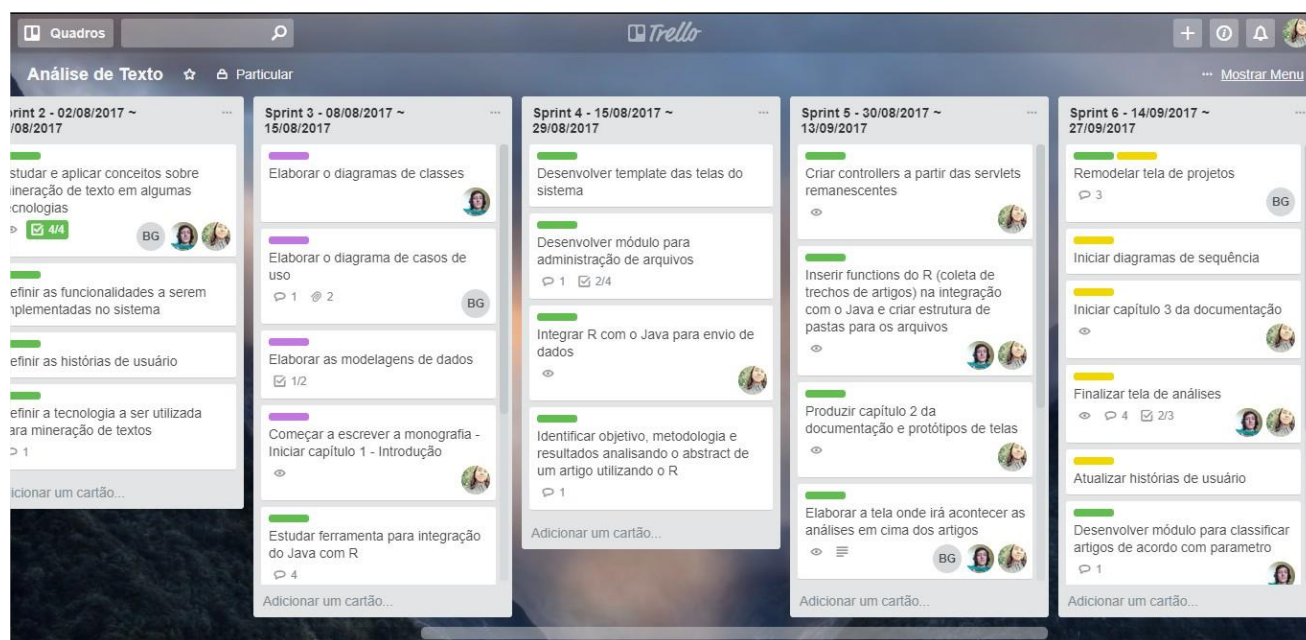 Quadros
Trello
Análise de Texto
Particular
Mostrar Menu
rint 2 - 02/08/2017 ~
/08/2017
studar e aplicar conceitos sobre
ineração de texto em algumas
cnologias
4/4
BG
efinir as funcionalidades a serem
plementadas no sistema
efinir as histórias de usuário
efinir a tecnologia a ser utilizada
ara mineração de textos
1
icionar um cartão...
Sprint 3 - 08/08/2017 ~
15/08/2017
Elaborar o diagramas de classes
Elaborar o diagrama de casos de
uso
1 2
BG
Elaborar as modelagens de dados
1/2
Começar a escrever a monografia -
Iniciar capítulo 1 - Introdução
Estudar ferramenta para integração
do Java com R
4
Adicionar um cartão...
Sprint 4 - 15/08/2017 ~
29/08/2017
Desenvolver template das telas do
sistema
Desenvolver módulo para
administração de arquivos
1 2/4
Integrar R com o Java para envio de
dados
Identificar objetivo, metodologia e
resultados analisando o abstract de
um artigo utilizando o R
1
Adicionar um cartão...
Sprint 5 - 30/08/2017 ~
13/09/2017
Criar controllers a partir das servlets
remanescentes
Inserir functions do R (coleta de
trechos de artigos) na integração
com o Java e criar estrutura de
pastas para os arquivos
Produzir capítulo 2 da
documentação e protótipos de telas
Elaborar a tela onde irá acontecer as
análises em cima dos artigos
BG
Adicionar um cartão...
Sprint 6 - 14/09/2017 ~
27/09/2017
Remodelar tela de projetos
3
BG
Iniciar diagramas de sequência
Iniciar capítulo 3 da documentação
Finalizar tela de análises
4 2/3
Atualizar histórias de usuário
Desenvolver módulo para classificar
artigos de acordo com parametro
1
Adicionar um cartão...